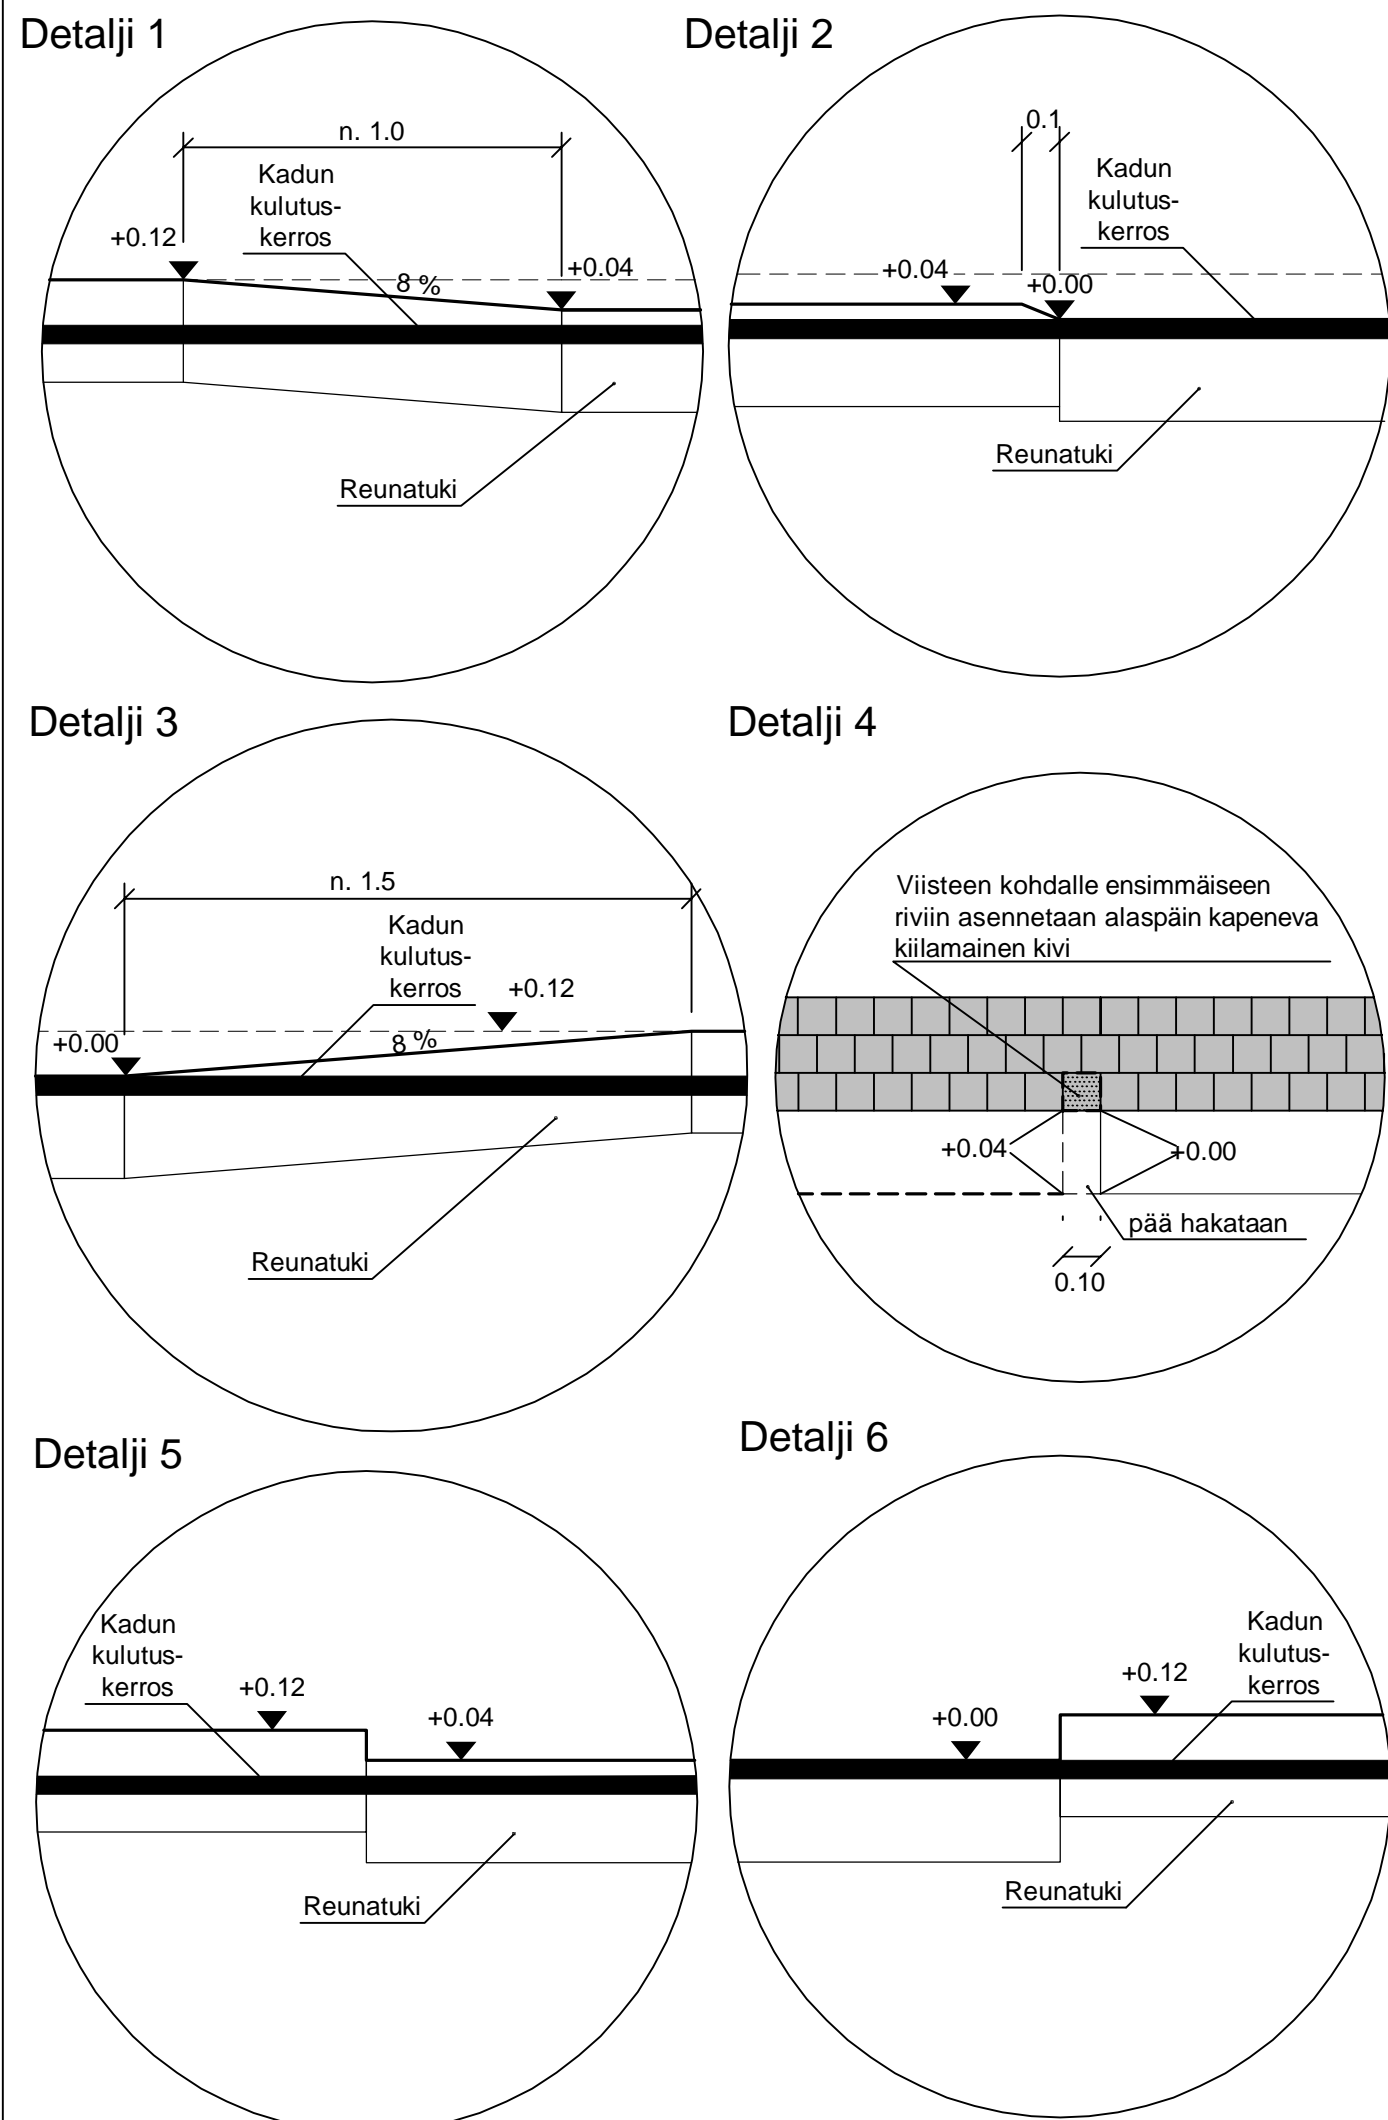 Detalji 1
n. 1.0
Kadun
kulutus-
kerros
+0.12
8 %
+0.04
Reunatuki
Detalji 2
0.1
Kadun
kulutus-
kerros
+0.04
+0.00
Reunatuki
Detalji 3
n. 1.5
Kadun
kulutus-
kerros
+0.12
+0.00
8 %
Reunatuki
Detalji 4
Viisteen kohdalle ensimmäiseen
riviin asennetaan alaspäin kapeneva
kiilamainen kivi
+0.04
+0.00
pää hakataan
0.10
Detalji 5
Kadun
kulutus-
kerros
+0.12
+0.04
Reunatuki
Detalji 6
Kadun
kulutus-
kerros
+0.12
+0.00
Reunatuki